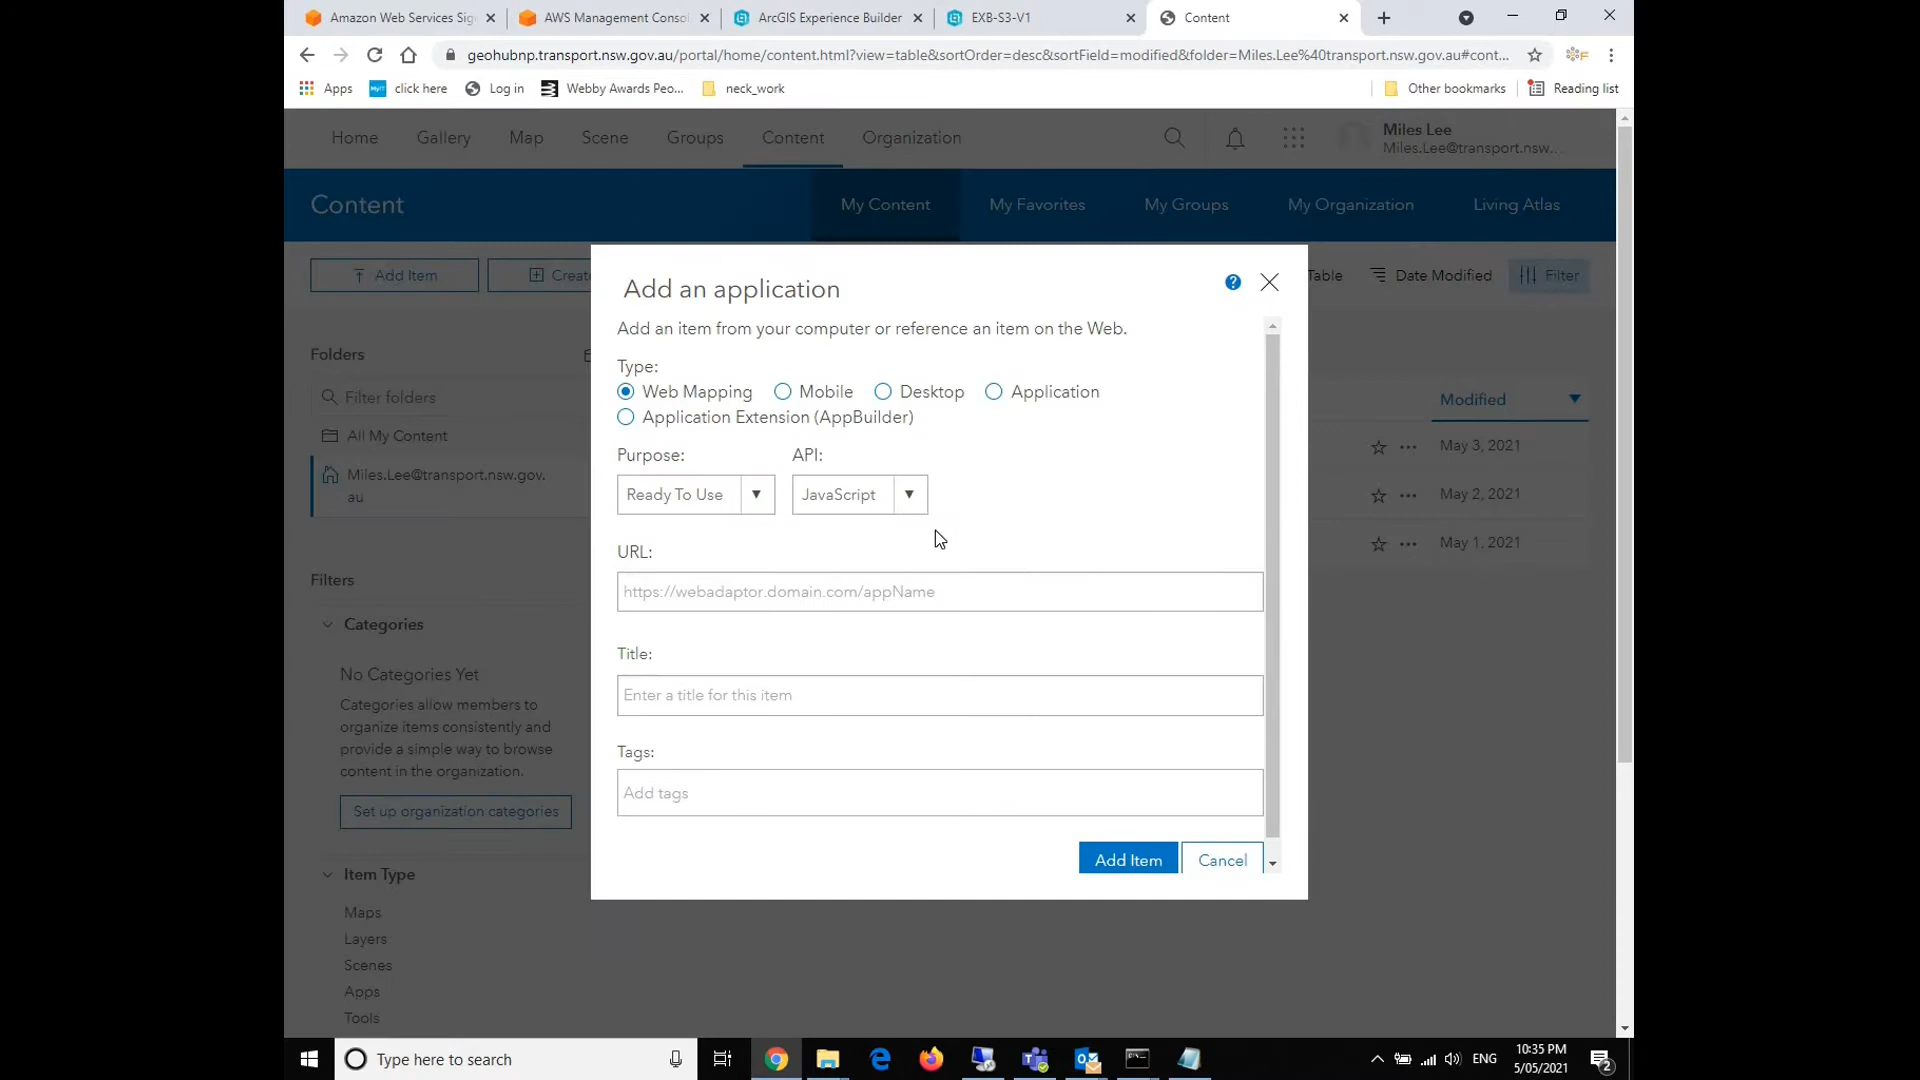 Amazon Web Services Sig
AWS Management Consol
ArcGIS Experience Builder
EXB-S3-V1
Content
geohubnp.transport.nsw.gov.au/portal/home/content.html?view=table&sortOrder=desc&sortField=modified&folder=Miles.Lee%40transport.nsw.gov.au#cont...
Apps
click here
Log in
Webby Awards Peo...
neck_work
Other bookmarks
Reading list
Home
Gallery
Map
Scene
Groups
Content
Organization
Miles Lee
Miles.Lee@transport.nsw....
Content
My Content
My Favorites
My Groups
My Organization
Living Atlas
Add Item
Create
Table
Date Modified
Filter
Folders
Filter folders
All My Content
Miles.Lee@transport.nsw.gov.
au
Filters
Categories
No Categories Yet
Categories allow members to
organize items consistently and
provide a simple way to browse
content in the organization.
Set up organization categories
Item Type
Maps
Layers
Scenes
Apps
Tools
Add an application
?
Add an item from your computer or reference an item on the Web.
Type:
Web Mapping
Mobile
Desktop
Application
Application Extension (AppBuilder)
Purpose:
API:
Ready To Use
JavaScript
URL:
https://webadaptor.domain.com/appName
Title:
Enter a title for this item
Tags:
Add tags
Add Item
Cancel
Modified
May 3, 2021
May 2, 2021
May 1, 2021
Type here to search
ENG
10:35 PM
5/05/2021
2